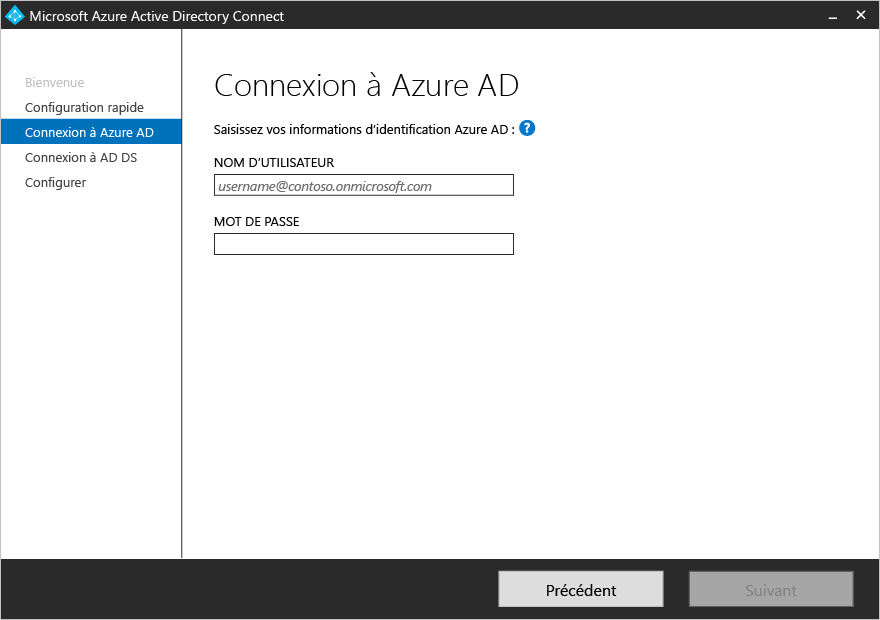 Microsoft Azure Active Directory Connect
Bienvenue
Configuration rapide
Connexion à Azure AD
Connexion à AD DS
Configurer
Connexion à Azure AD
Saisissez vos informations d’identification Azure AD : ?
NOM D’UTILISATEUR
username@contoso.onmicrosoft.com
MOT DE PASSE
Précédent
Suivant